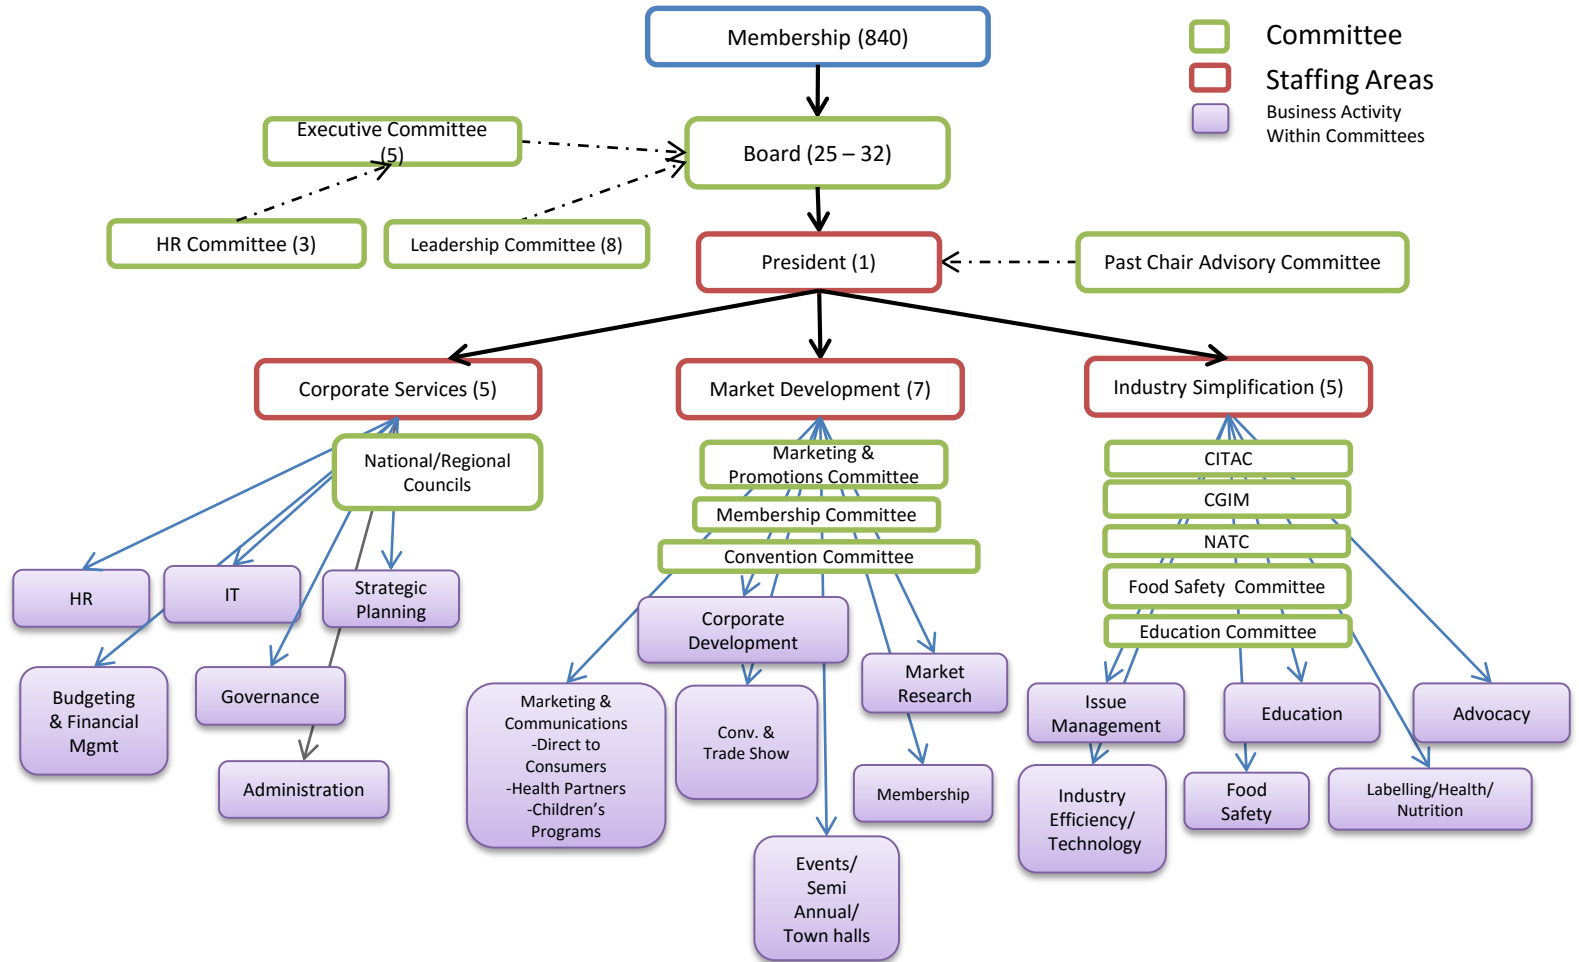 Membership (840)
Committee
Staffing Areas
Business Activity
Within Committees
Executive Committee
(5)
Board (25 – 32)
HR Committee (3)
Leadership Committee (8)
President (1)
Past Chair Advisory Committee
Corporate Services (5)
Market Development (7)
Industry Simplification (5)
National/Regional
Councils
Marketing &
Promotions Committee
Membership Committee
Convention Committee
CITAC
CGIM
NATC
Food Safety  Committee
Education Committee
HR
IT
Strategic
Planning
Budgeting
& Financial
Mgmt
Governance
Administration
Corporate
Development
Marketing &
Communications
-Direct to
Consumers
-Health Partners
-Children’s
Programs
Conv. &
Trade Show
Market
Research
Membership
Events/
Semi
Annual/
Town halls
Issue
Management
Education
Advocacy
Industry
Efficiency/
Technology
Food
Safety
Labelling/Health/
Nutrition